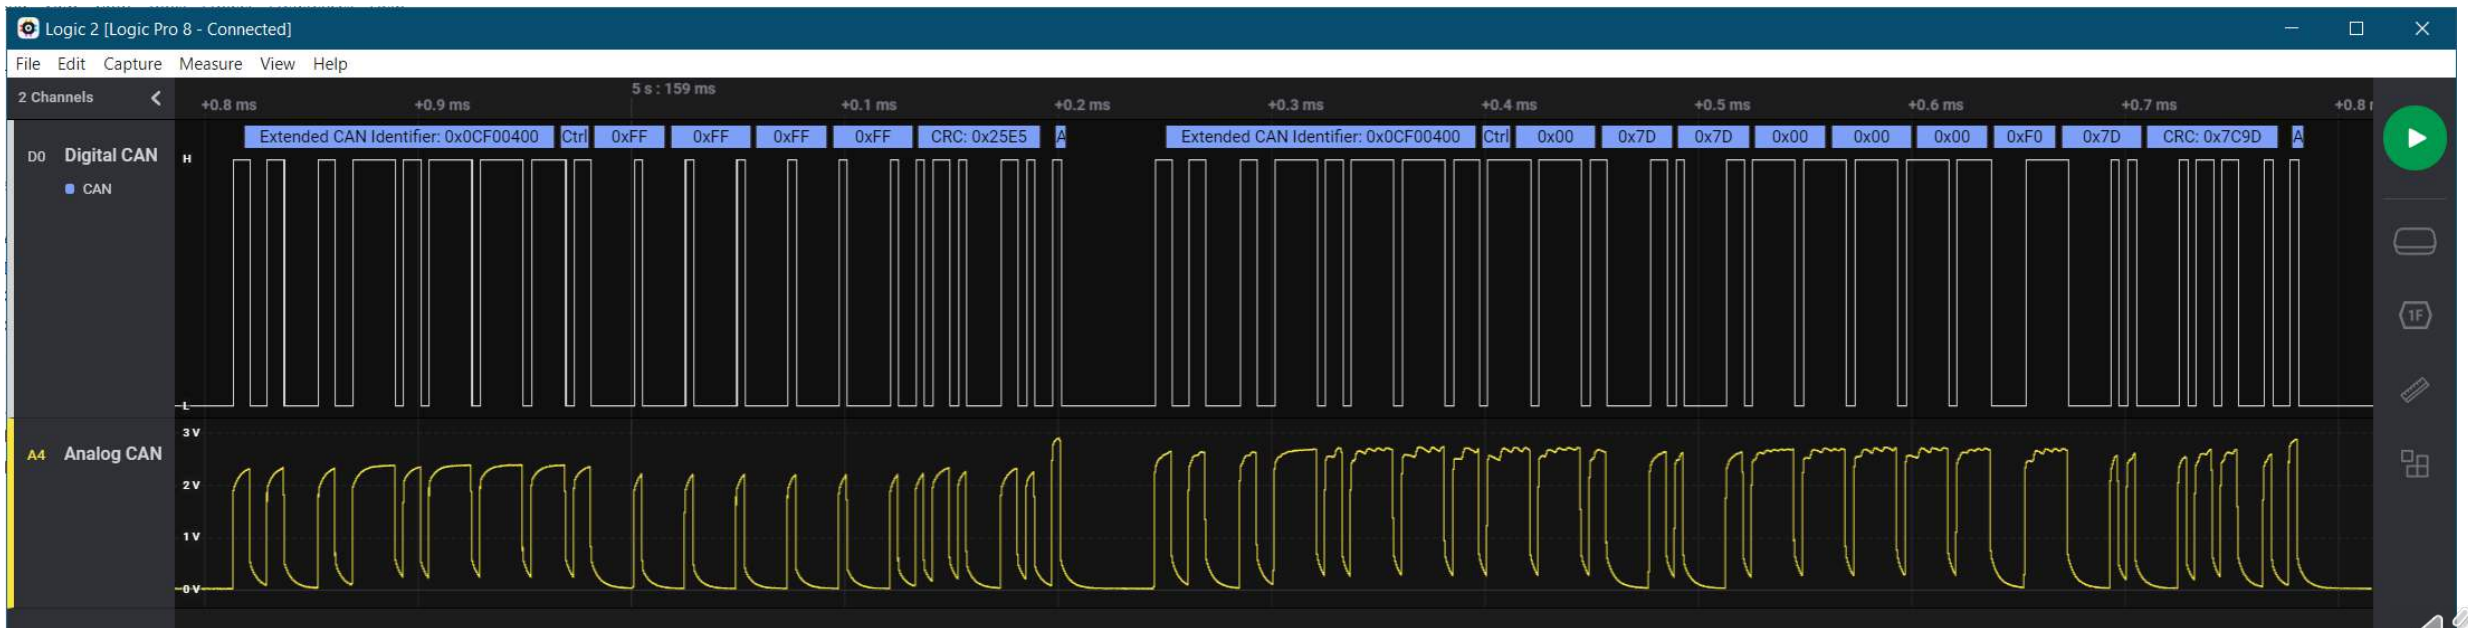 Logic 2 [Logic Pro 8 - Connected]
File Edit Capture Measure View Help
2 Channels
5 s : 159 ms
+0.8 ms +0.9 ms +0.1 ms +0.2 ms +0.3 ms +0.4 ms +0.5 ms +0.6 ms +0.7 ms +0.8
Extended CAN Identifier: 0x0CF00400 Ctrl 0xFF 0xFF 0xFF 0xFF CRC: 0x25E5 A Extended CAN Identifier: 0x0CF00400 Ctrl 0x00 0x7D 0x7D 0x00 0x00 0x00 0xF0 0x7D CRC: 0x7C9D A
D0 Digital CAN H
CAN
L
3 V
A4 Analog CAN
2 V
1 V
0 V
1F